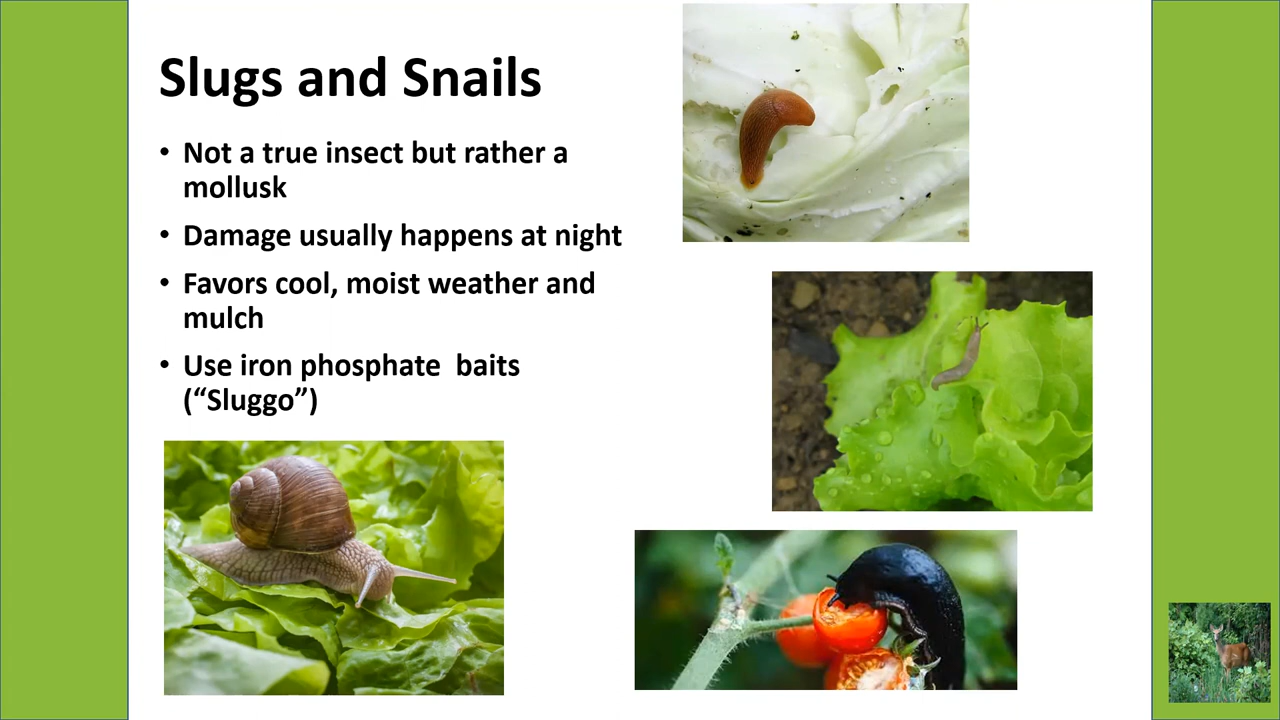 Slugs and Snails
• Not a true insect but rather a
mollusk
• Damage usually happens at night
• Favors cool, moist weather and
mulch
• Use iron phosphate  baits
(“Sluggo”)